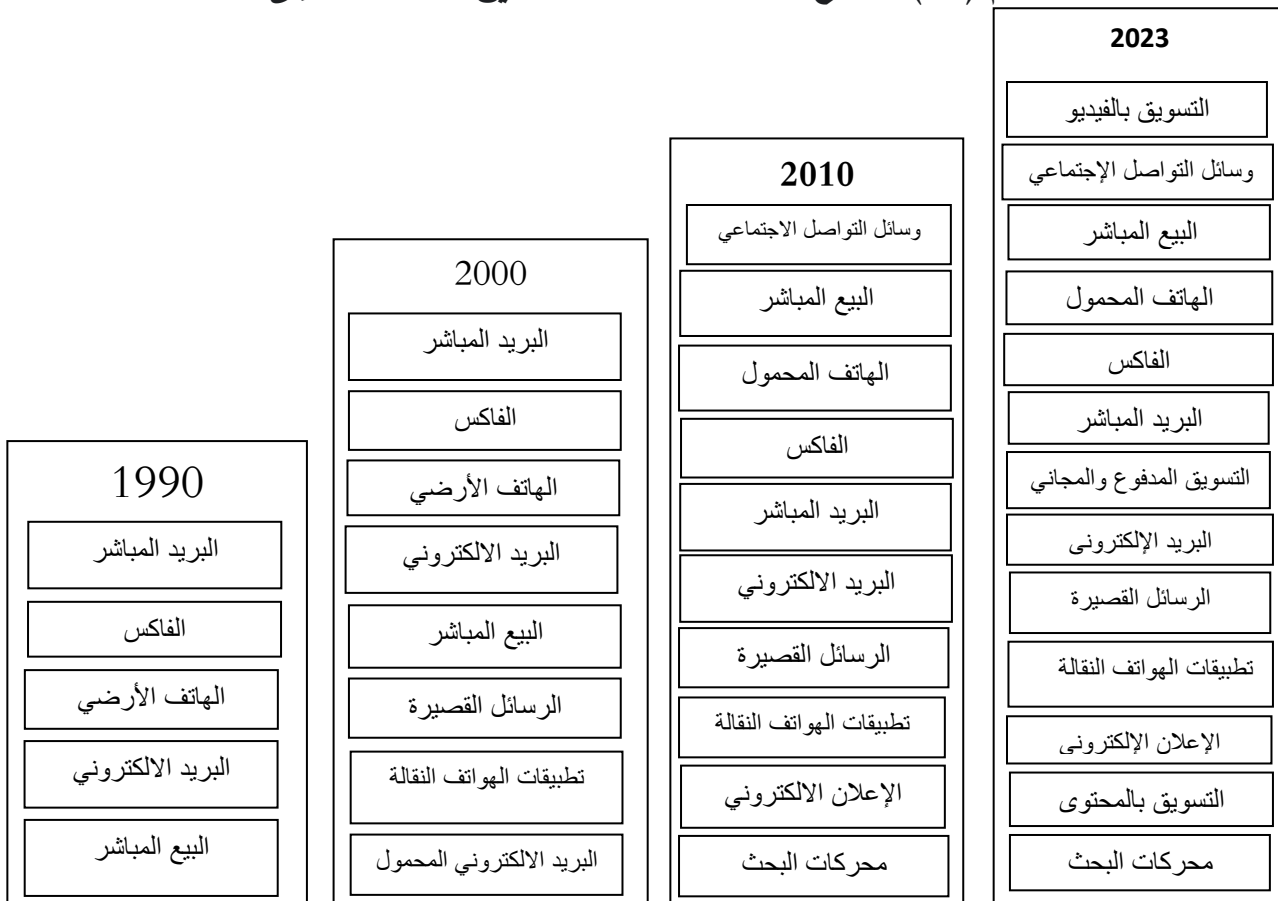 2023
التسويق بالفيديو
وسائل التواصل الإجتماعي
البيع المباشر
الهاتف المحمول
الفاكس
البريد المباشر
التسويق المدفوع والمجاني
البريد الإلكترونى
الرسائل القصيرة
تطبيقات الهواتف النقالة
الإعلان الإلكترونى
التسويق بالمحتوى
محركات البحث
2010
وسائل التواصل الاجتماعي
البيع المباشر
الهاتف المحمول
الفاكس
البريد المباشر
البريد الالكتروني
الرسائل القصيرة
تطبيقات الهواتف النقالة
الإعلان الالكتروني
محركات البحث
2000
البريد المباشر
الفاكس
الهاتف الأرضي
البريد الالكتروني
البيع المباشر
الرسائل القصيرة
تطبيقات الهواتف النقالة
البريد الالكتروني المحمول
1990
البريد المباشر
الفاكس
الهاتف الأرضي
البريد الالكتروني
البيع المباشر